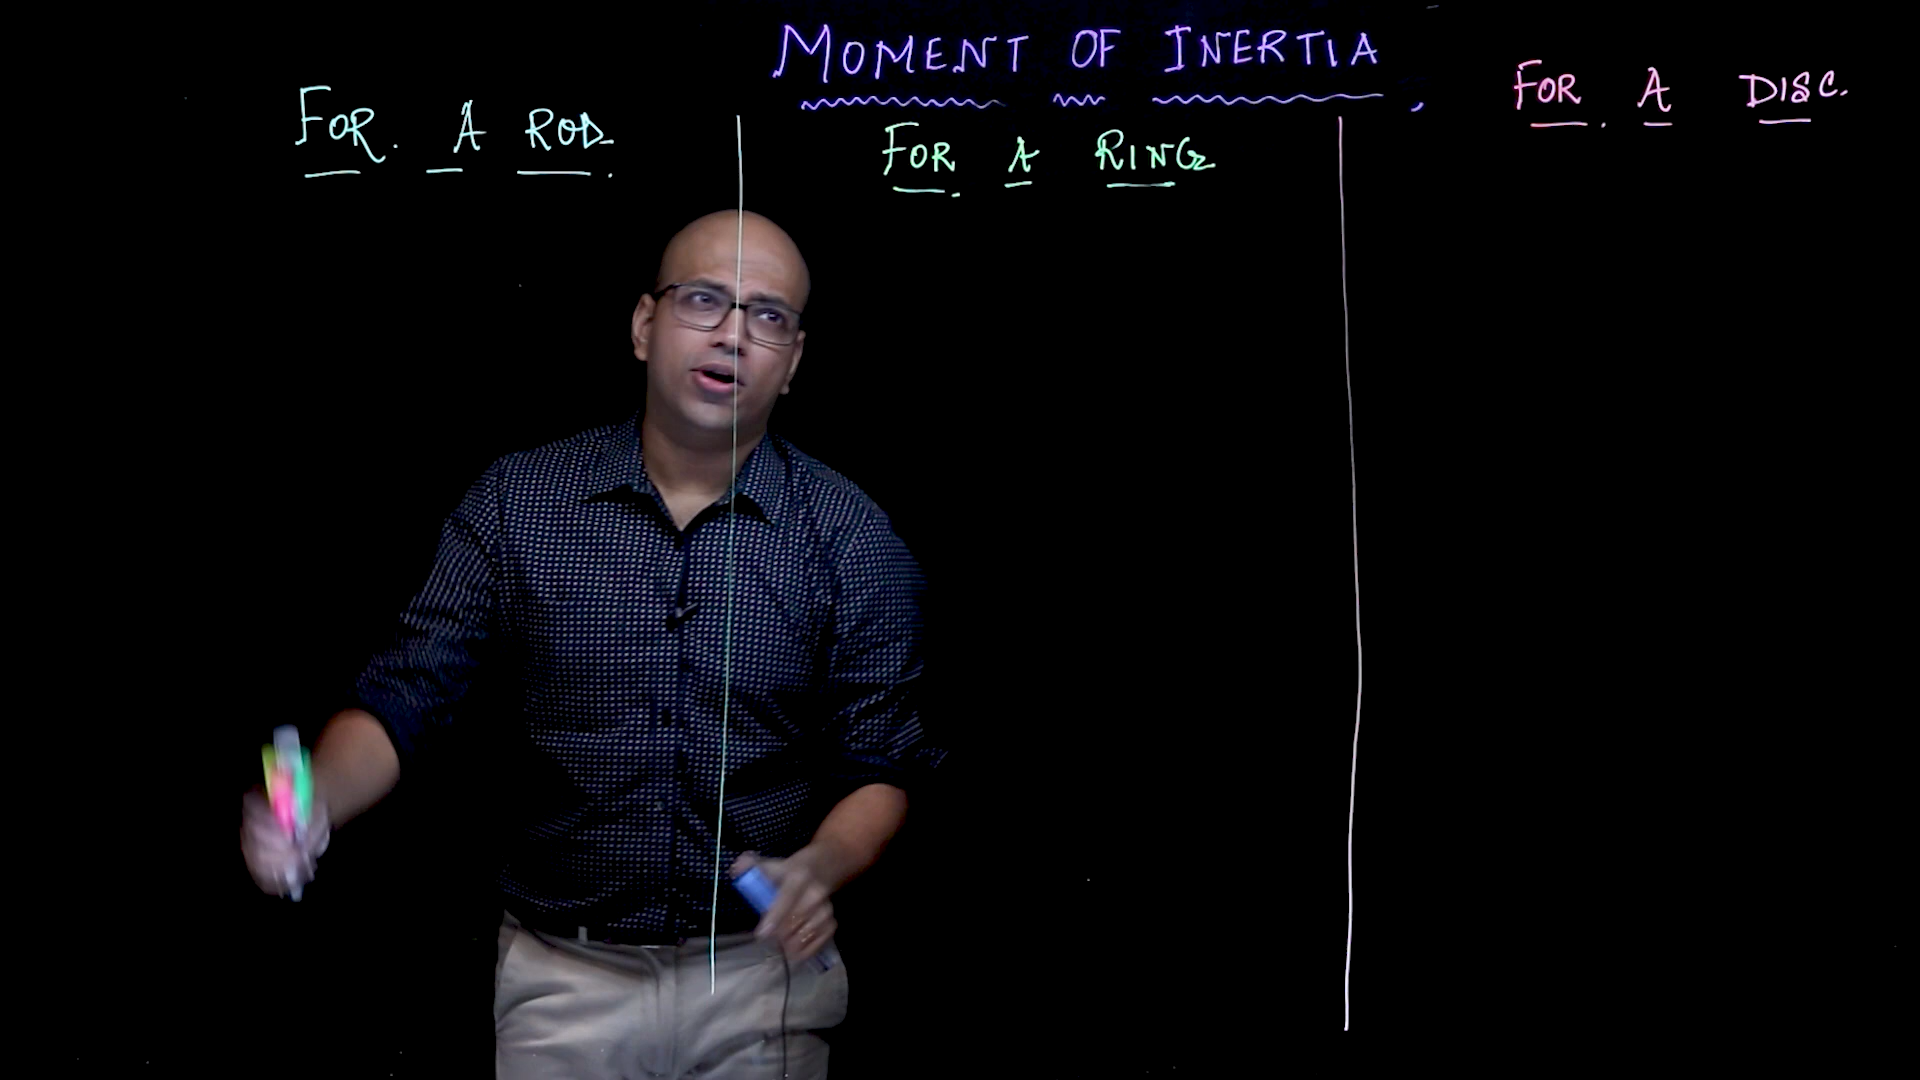 MOMENT OF INERTIA,
FOR. A ROD.
FOR. A RING
FOR. A DISC.